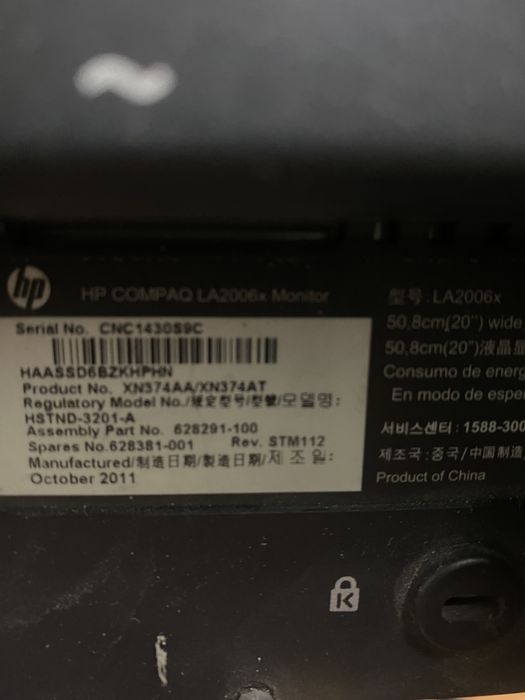 hp
HP COMPAQ LA2006x Monitor
Serial No. CNC1430S9C
HAASSD6BZKHPHN
Product No. XN374AA/XN374AT
Regulatory Model No./规定型号/型號/모델명:
HSTND-3201-A
Assembly Part No. 628291-100
Spares No.628381-001 Rev. STM112
Manufactured/制造日期/製造日期/제조일:
October 2011
型号:LA2006x
50,8cm(20'') wide
50,8cm(20")液晶显
Consumo de energ
En modo de espe
서비스센터 : 1588-300
제조국:중국/中国制造
Product of China
K